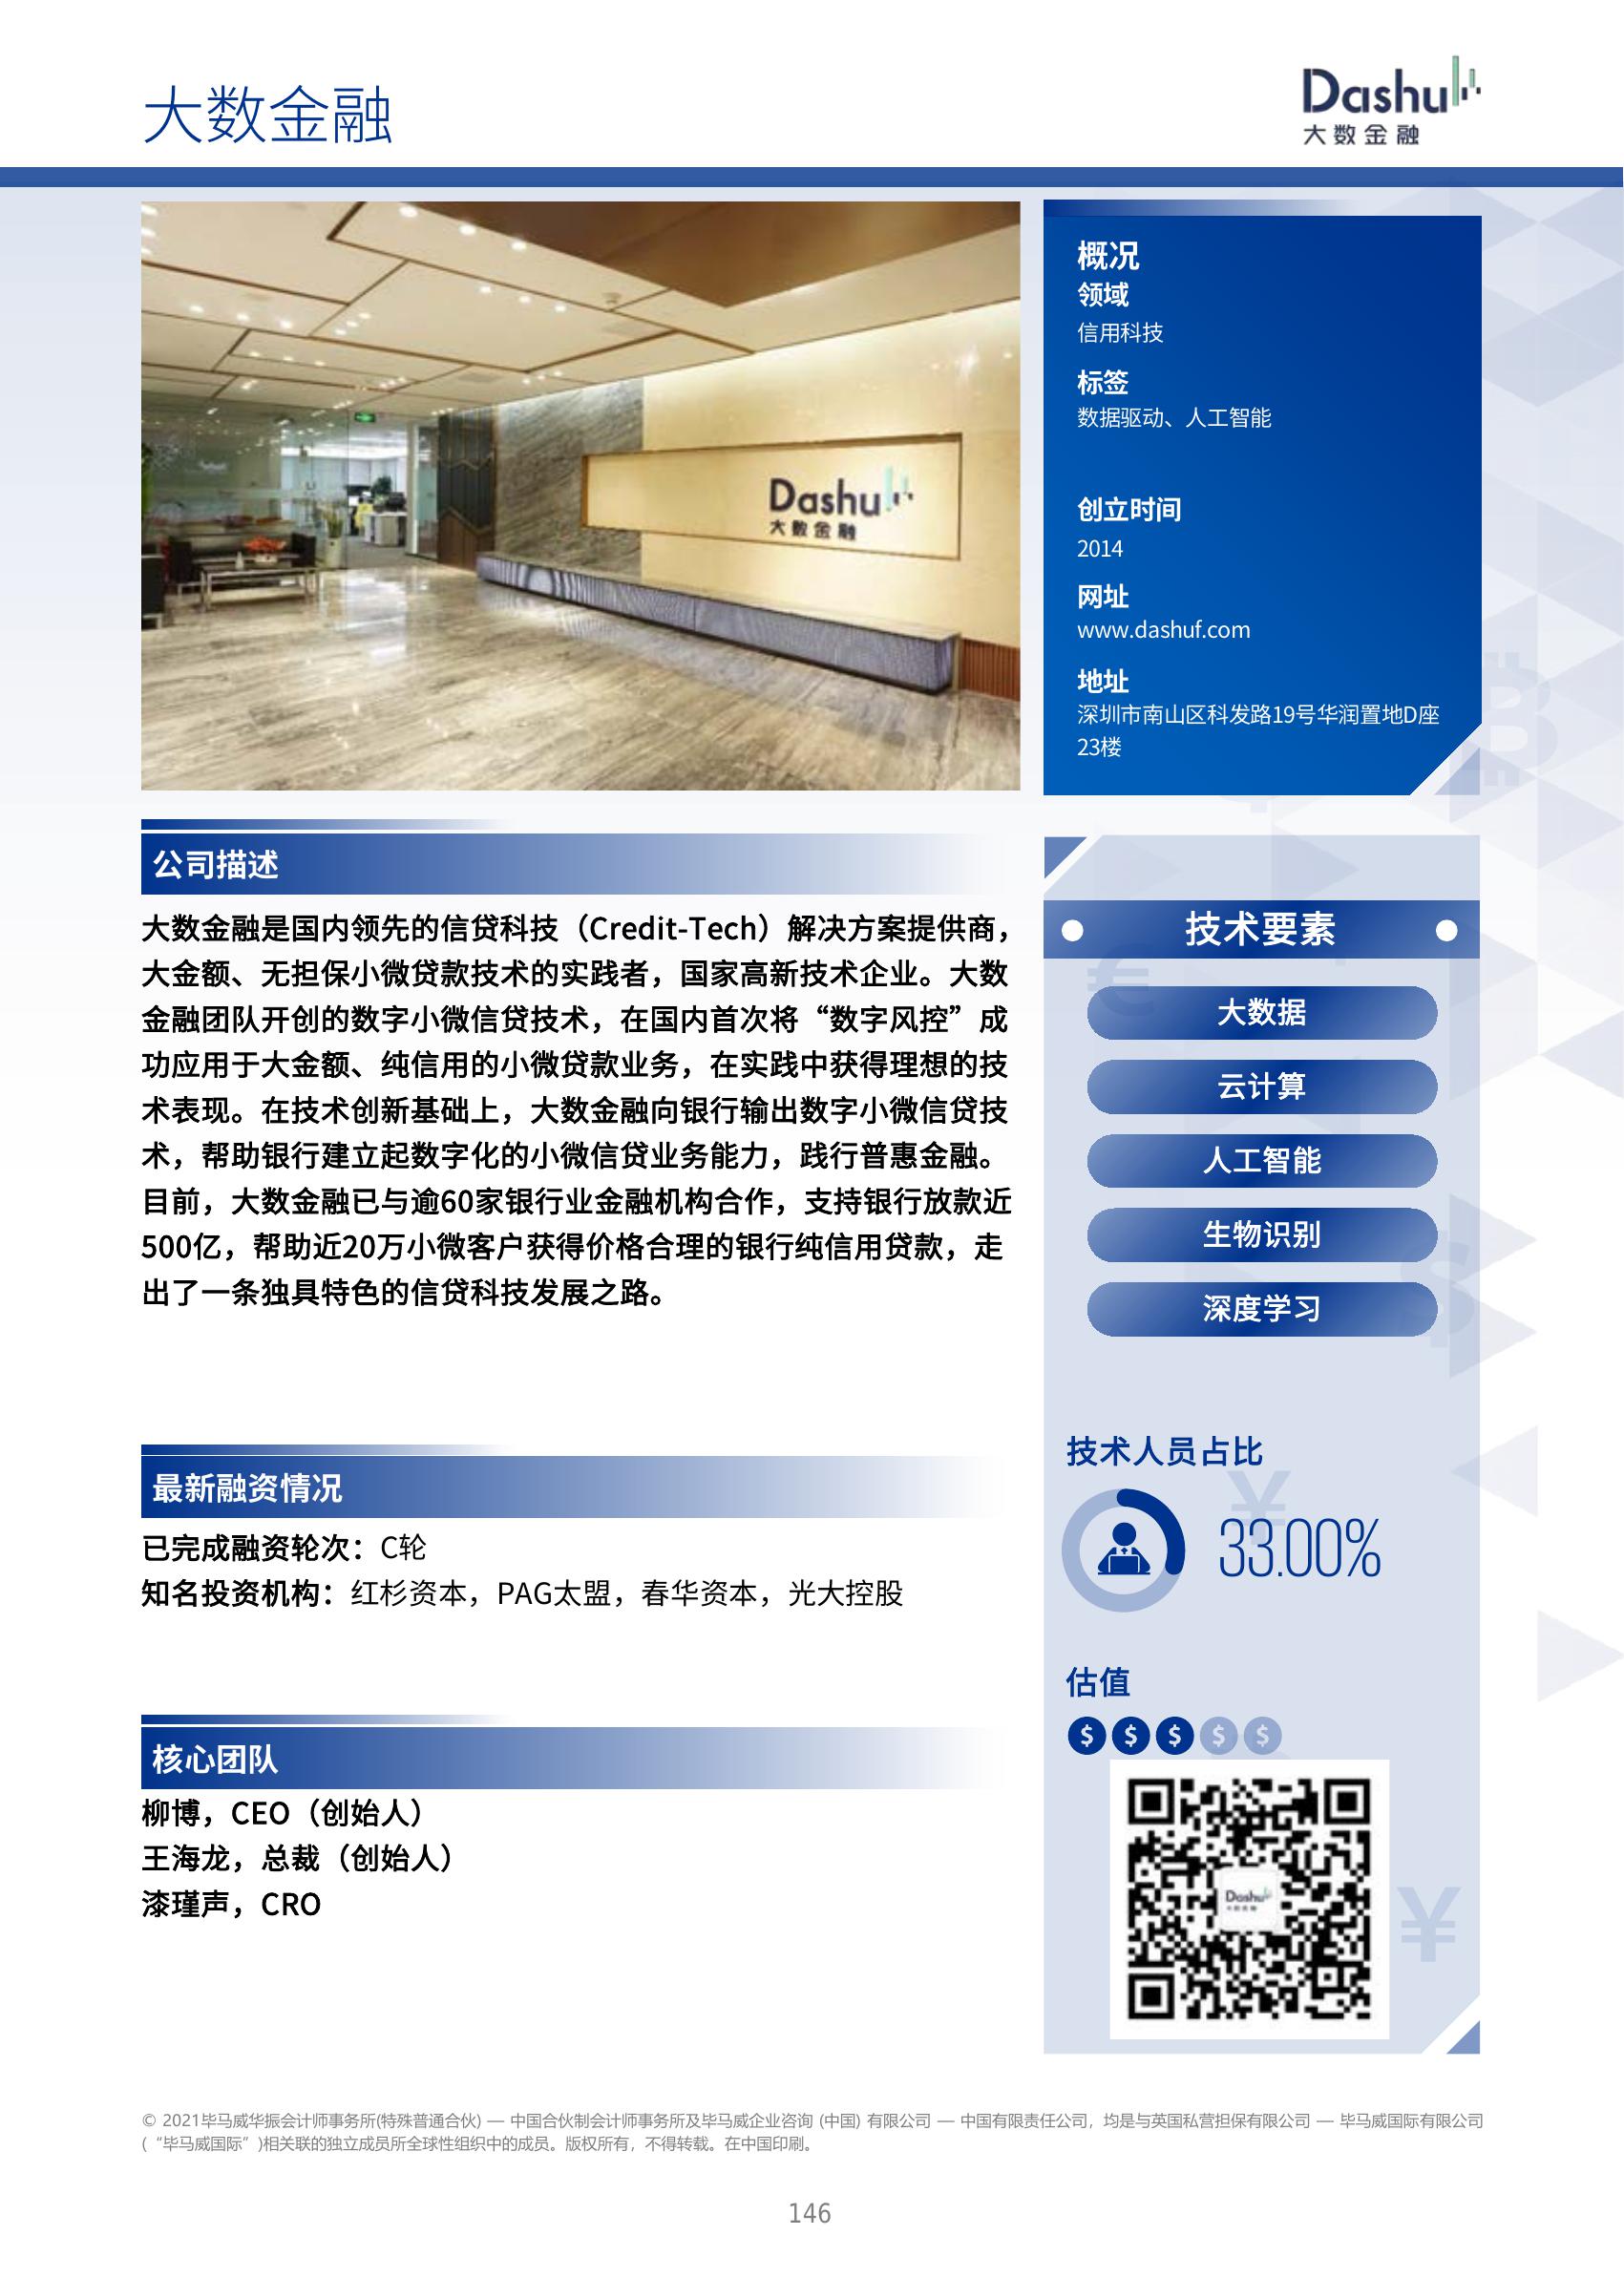 大数金融
Dashu
大数金融
Dashu
大数金融
概况
领域
信用科技
标签
数据驱动、人工智能
创立时间
2014
网址
www.dashuf.com
地址
深圳市南山区科发路19号华润置地D座
23楼
公司描述
大数金融是国内领先的信贷科技（Credit-Tech）解决方案提供商，
大金额、无担保小微贷款技术的实践者，国家高新技术企业。大数
金融团队开创的数字小微信贷技术，在国内首次将“数字风控”成
功应用于大金额、纯信用的小微贷款业务，在实践中获得理想的技
术表现。在技术创新基础上，大数金融向银行输出数字小微信贷技
术，帮助银行建立起数字化的小微信贷业务能力，践行普惠金融。
目前，大数金融已与逾60家银行业金融机构合作，支持银行放款近
500亿，帮助近20万小微客户获得价格合理的银行纯信用贷款，走
出了一条独具特色的信贷科技发展之路。
最新融资情况
已完成融资轮次：C轮
知名投资机构：红杉资本，PAG太盟，春华资本，光大控股
核心团队
柳博，CEO（创始人）
王海龙，总裁（创始人）
漆瑾声，CRO
技术要素
大数据
云计算
人工智能
生物识别
深度学习
技术人员占比
33.00%
估值
$ $ $ $ $
Dashu
大数金融
© 2021毕马威华振会计师事务所(特殊普通合伙) — 中国合伙制会计师事务所及毕马威企业咨询 (中国) 有限公司 — 中国有限责任公司，均是与英国私营担保有限公司 — 毕马威国际有限公司
(“毕马威国际”)相关联的独立成员所全球性组织中的成员。版权所有，不得转载。在中国印刷。
146